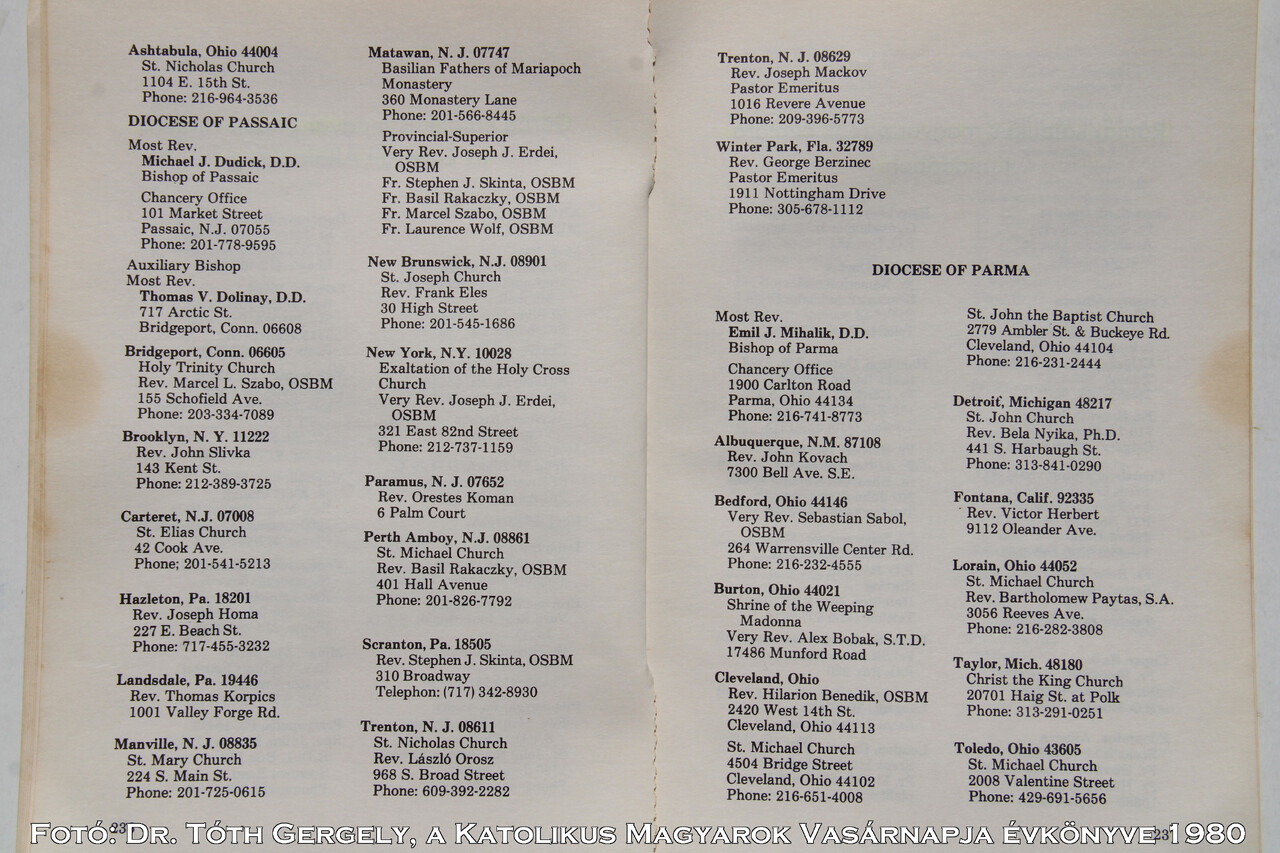 Ashtabula, Ohio 44004
St. Nicholas Church
1104 E. 15th St.
Phone: 216-964-3536
DIOCESE OF PASSAIC
Most Rev.
Michael J. Dudick, D.D.
Bishop of Passaic
Chancery Office
101 Market Street
Passaic, N.J. 07055
Phone: 201-778-9595
Auxiliary Bishop
Most Rev.
Thomas V. Dolinay, D.D.
717 Arctic St.
Bridgeport, Conn. 06608
Bridgeport, Conn. 06605
Holy Trinity Church
Rev. Marcel L. Szabo, OSBM
155 Schofield Ave.
Phone: 203-334-7089
Brooklyn, N. Y. 11222
Rev. John Slivka
143 Kent St.
Phone: 212-389-3725
Carteret, N.J. 07008
St. Elias Church
42 Cook Ave.
Phone; 201-541-5213
Hazleton, Pa. 18201
Rev. Joseph Homa
227 E. Beach St.
Phone: 717-455-3232
Landsdale, Pa. 19446
Rev. Thomas Korpics
1001 Valley Forge Rd.
Manville, N. J. 08835
St. Mary Church
224 S. Main St.
Phone: 201-725-0615
Matawan, N. J. 07747
Basilian Fathers of Mariapoch
Monastery
360 Monastery Lane
Phone: 201-566-8445
Provincial-Superior
Very Rev. Joseph J. Erdei,
OSBM
Fr. Stephen J. Skinta, OSBM
Fr. Basil Rakaczky, OSBM
Fr. Marcel Szabo, OSBM
Fr. Laurence Wolf, OSBM
New Brunswick, N.J. 08901
St. Joseph Church
Rev. Frank Eles
30 High Street
Phone: 201-545-1686
New York, N.Y. 10028
Exaltation of the Holy Cross
Church
Very Rev. Joseph J. Erdei,
OSBM
321 East 82nd Street
Phone: 212-737-1159
Paramus, N. J. 07652
Rev. Orestes Koman
6 Palm Court
Perth Amboy, N.J. 08861
St. Michael Church
Rev. Basil Rakaczky, OSBM
401 Hall Avenue
Phone: 201-826-7792
Scranton, Pa. 18505
Rev. Stephen J. Skinta, OSBM
310 Broadway
Telephone: (717) 342-8930
Trenton, N. J. 08611
St. Nicholas Church
Rev. László Orosz
968 S. Broad Street
Phone: 609-392-2282
Trenton, N. J. 08629
Rev. Joseph Mackov
Pastor Emeritus
1016 Revere Avenue
Phone: 209-396-5773
Winter Park, Fla. 32789
Rev. George Berzinec
Pastor Emeritus
1911 Nottingham Drive
Phone: 305-678-1112
DIOCESE OF PARMA
Most Rev.
Emil J. Mihalik, D.D.
Bishop of Parma
Chancery Office
1900 Carlton Road
Parma, Ohio 44134
Phone: 216-741-8773
Albuquerque, N.M. 87108
Rev. John Kovach
7300 Bell Ave. S.E.
Bedford, Ohio 44146
Very Rev. Sebastian Sabol,
OSBM
264 Warrensville Center Rd.
Phone: 216-232-4555
Burton, Ohio 44021
Shrine of the Weeping
Madonna
Very Rev. Alex Bobak, S.T.D.
17486 Munford Road
Cleveland, Ohio
Rev. Hilarion Benedik, OSBM
2420 West 14th St.
Cleveland, Ohio 44113
St. Michael Church
4504 Bridge Street
Cleveland, Ohio 44102
Phone: 216-651-4008
St. John the Baptist Church
2779 Ambler St. & Buckeye Rd.
Cleveland, Ohio 44104
Phone: 216-231-2444
Detroit, Michigan 48217
St. John Church
Rev. Bela Nyika, Ph.D.
441 S. Harbaugh St.
Phone: 313-841-0290
Fontana, Calif. 92335
Rev. Victor Herbert
9112 Oleander Ave.
Lorain, Ohio 44052
St. Michael Church
Rev. Bartholomew Paytas, S.A.
3056 Reeves Ave.
Phone: 216-282-3808
Taylor, Mich. 48180
Christ the King Church
20701 Haig St. at Polk
Phone: 313-291-0251
Toledo, Ohio 43605
St. Michael Church
2008 Valentine Street
Phone: 429-691-5656
Fotó: Dr. Tóth Gergely, a Katolikus Magyarok Vasárnapja évkönyve 1980